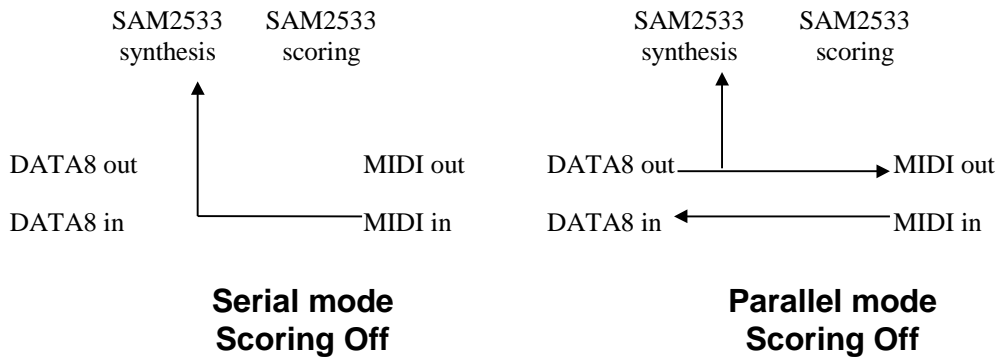 SAM2533 synthesis
SAM2533 scoring
DATA8 out
MIDI out
DATA8 in
MIDI in
Serial mode
Scoring Off
SAM2533 synthesis
SAM2533 scoring
DATA8 out
MIDI out
DATA8 in
MIDI in
Parallel mode
Scoring Off